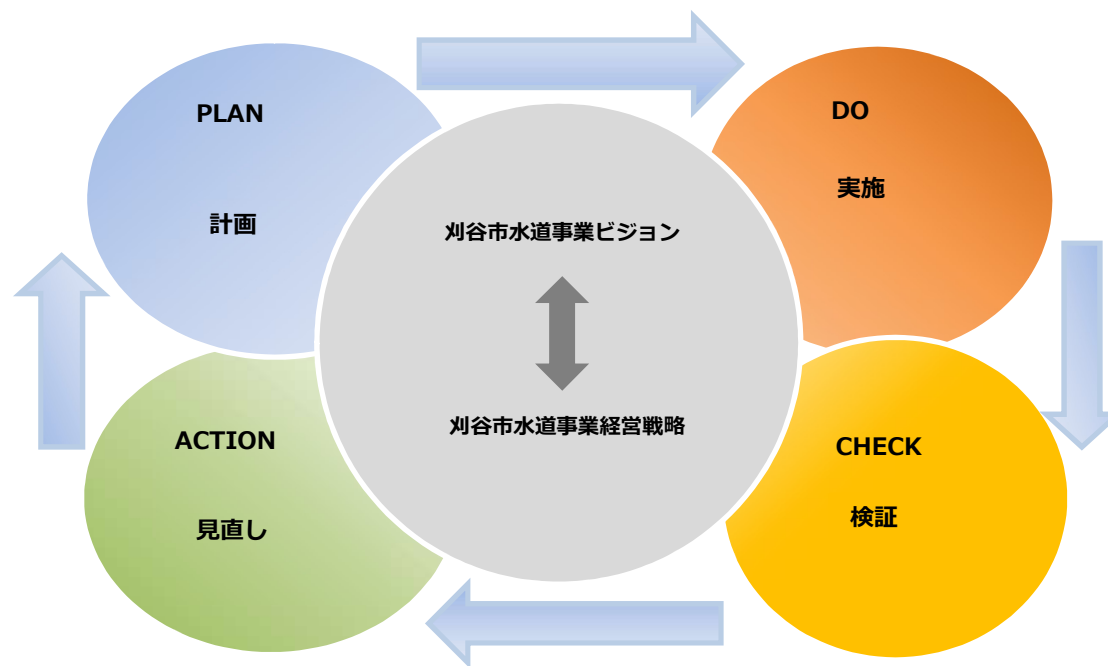 PLAN
計画
DO
実施
刈谷市水道事業ビジョン
刈谷市水道事業経営戦略
ACTION
見直し
CHECK
検証